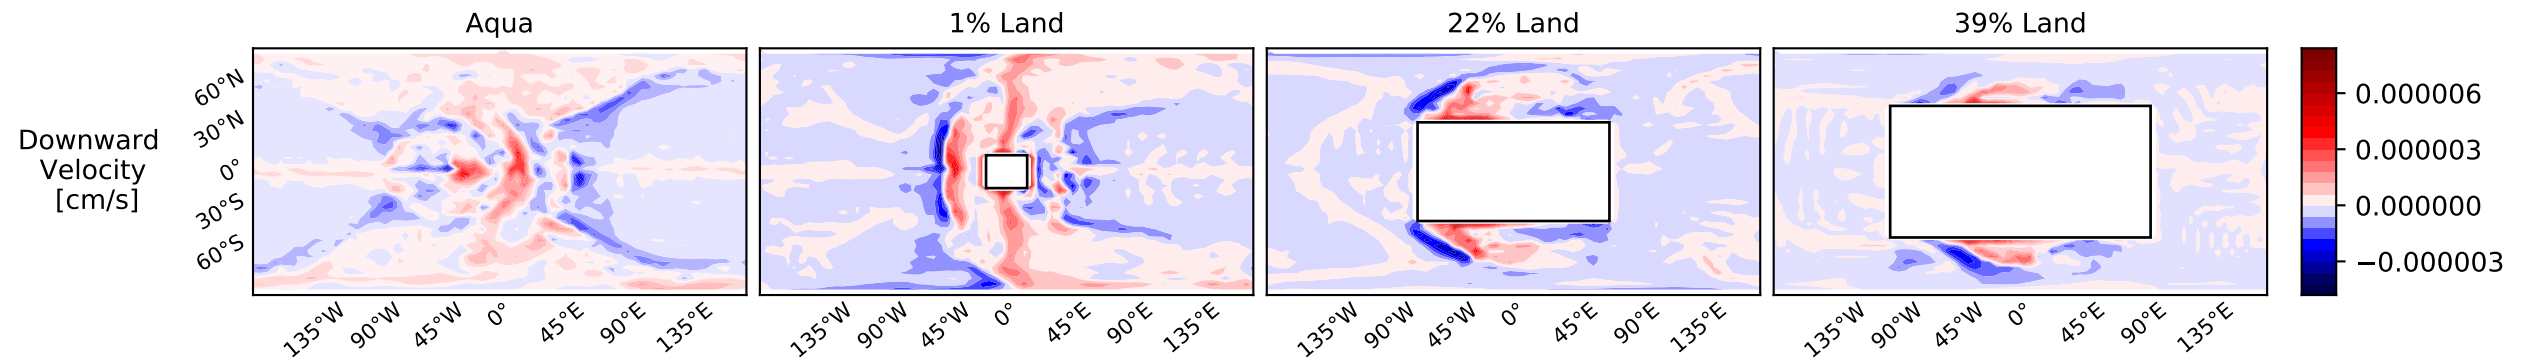 Aqua
1% Land
22% Land
39% Land
Downward
Velocity
[cm/s]
60°N
30°N
0°
30°S
60°S
135°W
90°W
45°W
0°
45°E
90°E
135°E
135°W
90°W
45°W
0°
45°E
90°E
135°E
135°W
90°W
45°W
0°
45°E
90°E
135°E
135°W
90°W
45°W
0°
45°E
90°E
135°E
0.000006
0.000003
0.000000
−0.000003